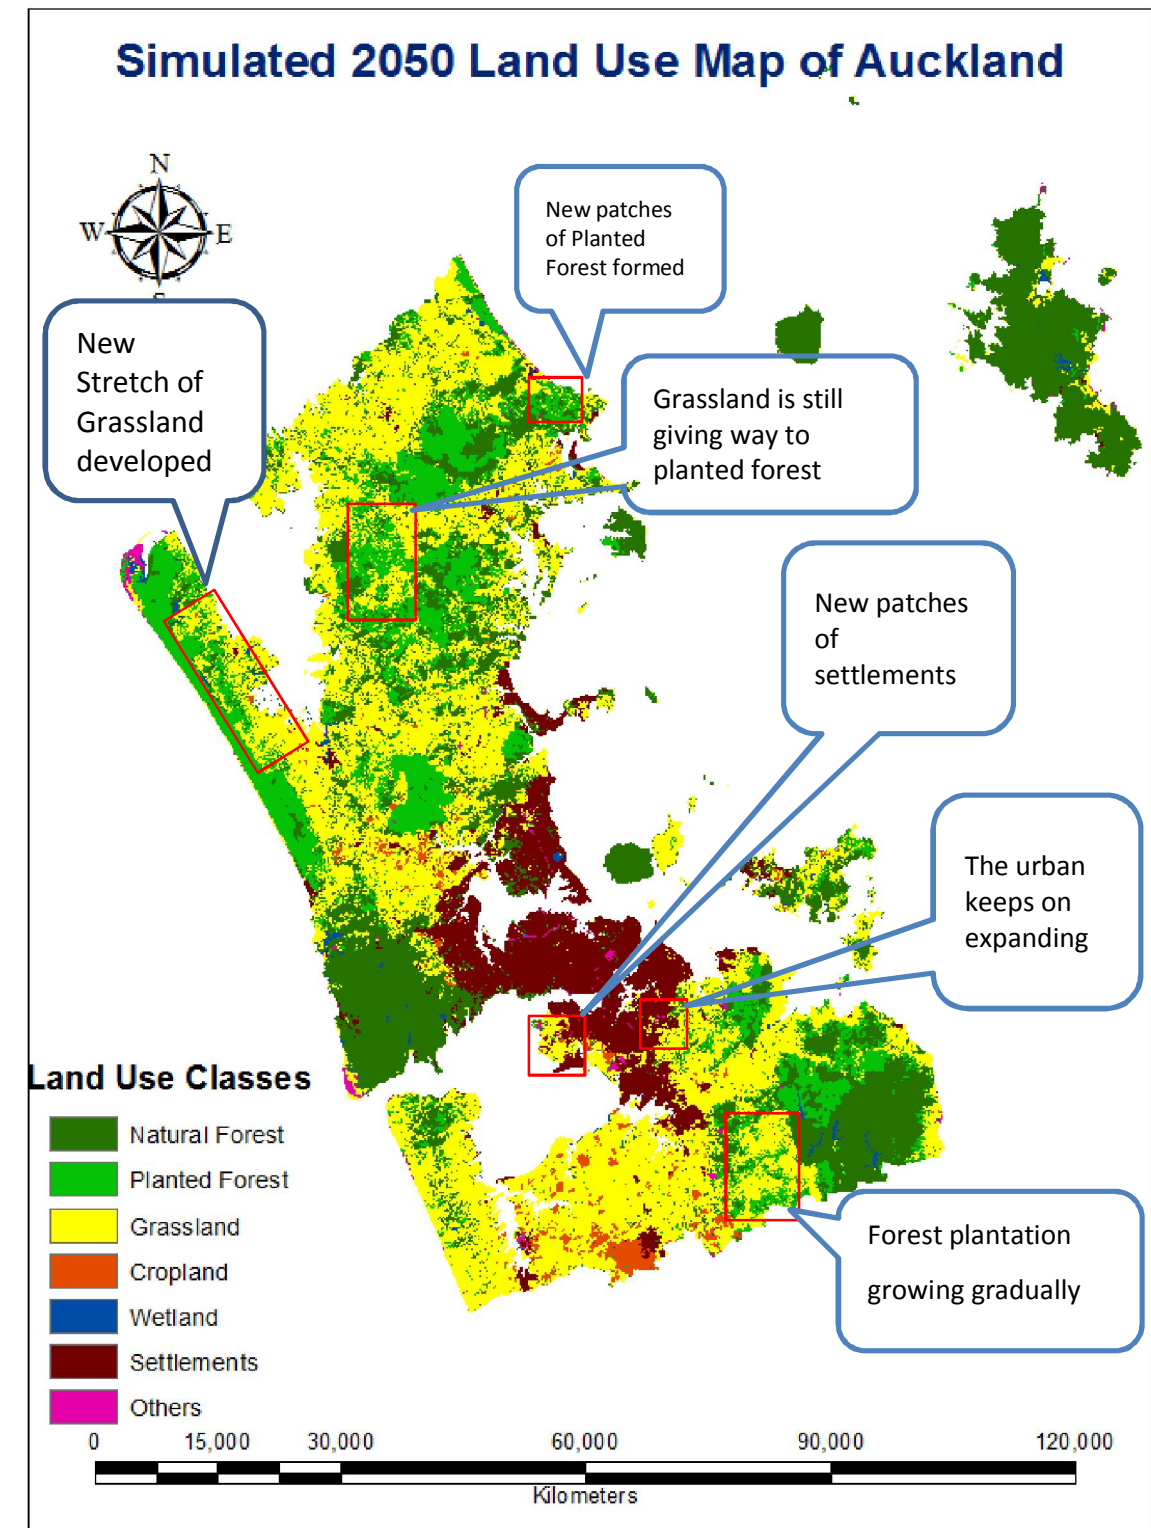 Simulated 2050 Land Use Map of Auckland
N
W
E
S
New patches
of Planted
Forest formed
New
Stretch of
Grassland
developed
Grassland is still
giving way to
planted forest
New patches
of
settlements
The urban
keeps on
expanding
Forest plantation
growing gradually
Land Use Classes
Natural Forest
Planted Forest
Grassland
Cropland
Wetland
Settlements
Others
0 15,000 30,000 60,000 90,000 120,000
Kilometers